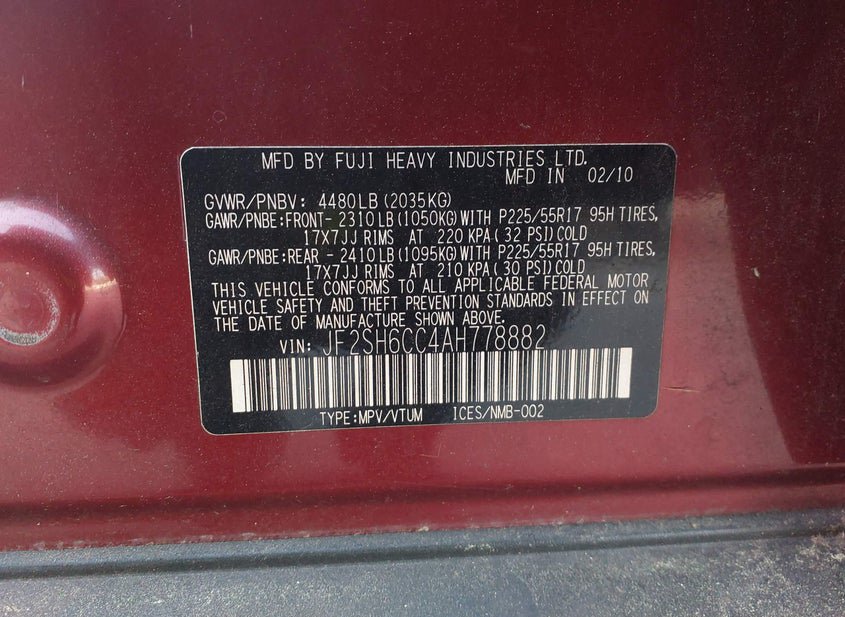 MFD BY FUJI HEAVY INDUSTRIES LTD.
MFD IN 02/10
GVWR/PNBV: 4480LB(2035KG)
GAWR/PNBE:FRONT- 2310LB(1050KG)WITH P225/55R17 95H TIRES,
17X7JJ RIMS AT 220 KPA(32 PSI)COLD
GAWR/PNBE:REAR - 2410LB(1095KG)WITH P225/55R17 95H TIRES,
17X7JJ RIMS AT 210 KPA(30 PSI)COLD
THIS VEHICLE CONFORMS TO ALL APPLICABLE FEDERAL MOTOR
VEHICLE SAFETY AND THEFT PREVENTION STANDARDS IN EFFECT ON
THE DATE OF MANUFACTURE SHOWN ABOVE.
VIN: JF2SH6CC4AH778882
TYPE:MPV/VTUM ICES/NMB-002